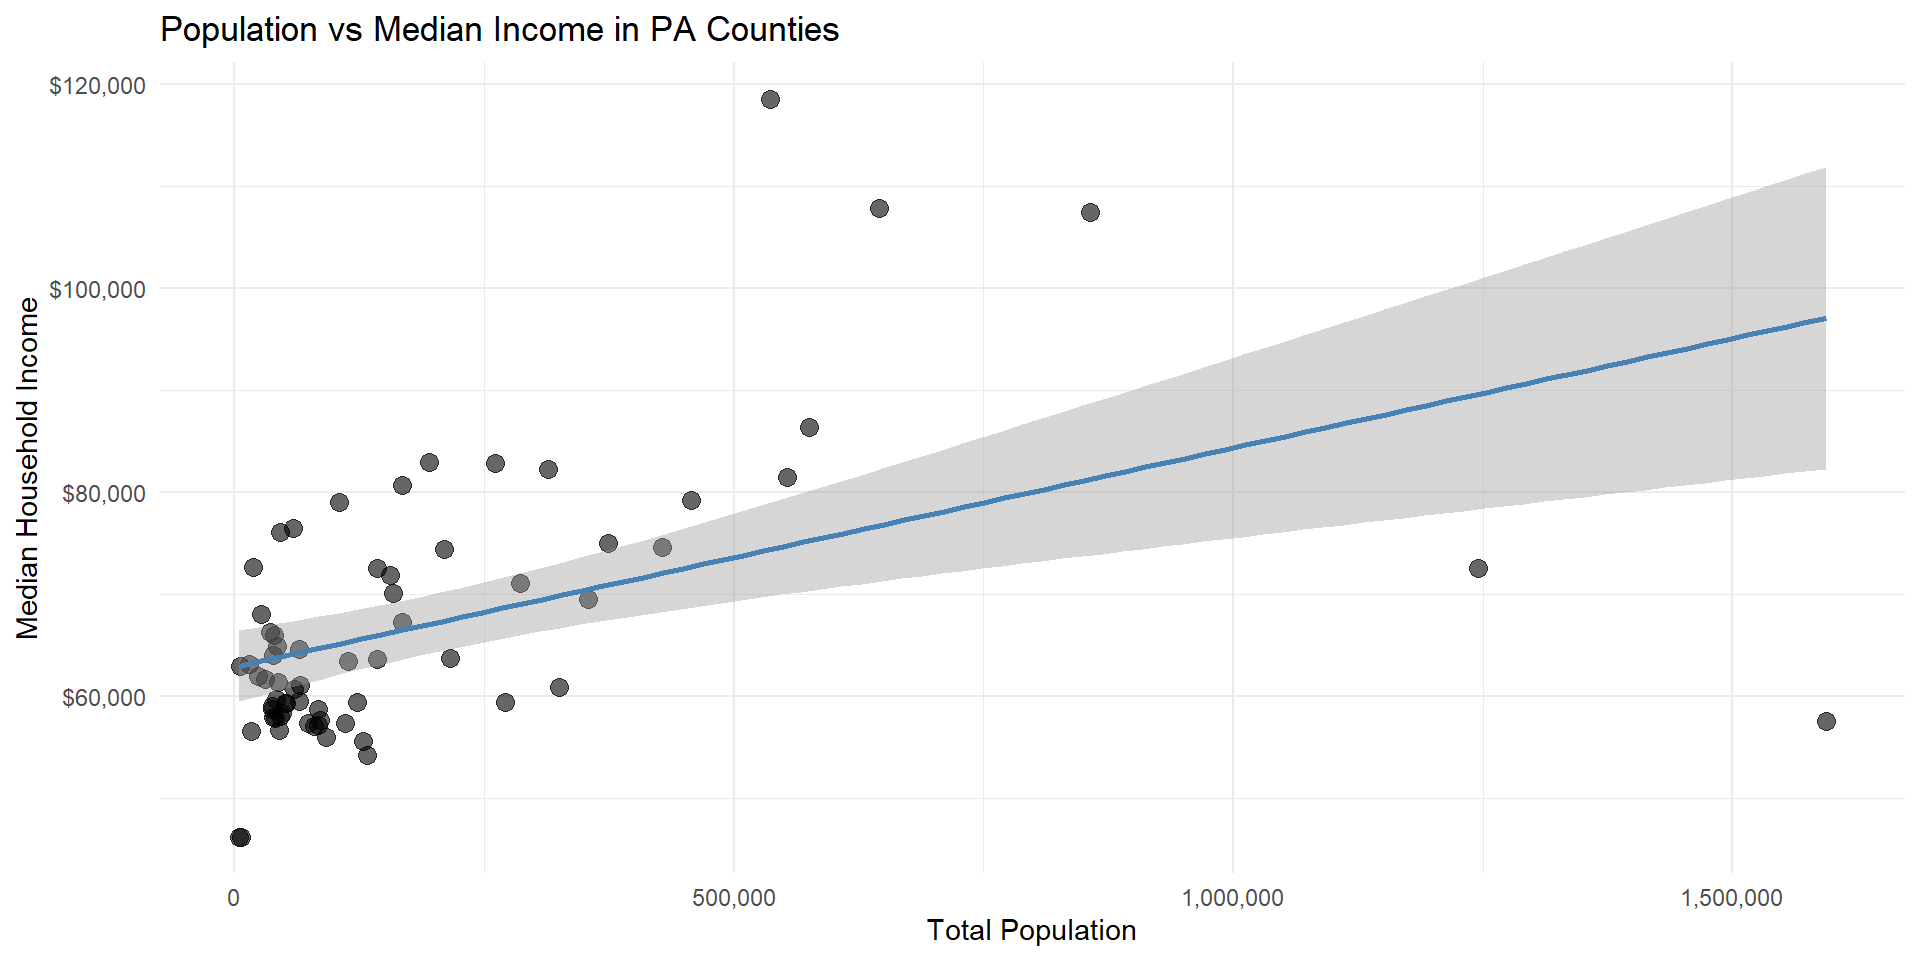 Population vs Median Income in PA Counties
$120,000
$100,000
$80,000
$60,000
Median Household Income
0
500,000
1,000,000
1,500,000
Total Population